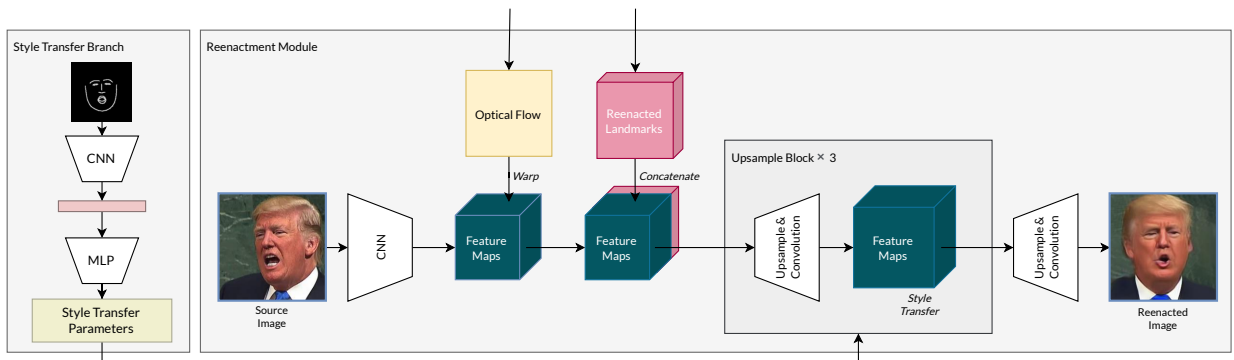 Style Transfer Branch
CNN
MLP
Style Transfer
Parameters
Reenactment Module
Optical Flow
Reenacted
Landmarks
Warp
Concatenate
Upsample Block × 3
CNN
Feature
Maps
Feature
Maps
Upsample &
Convolution
Feature
Maps
Style
Transfer
Upsample &
Convolution
Source
Image
Reenacted
Image